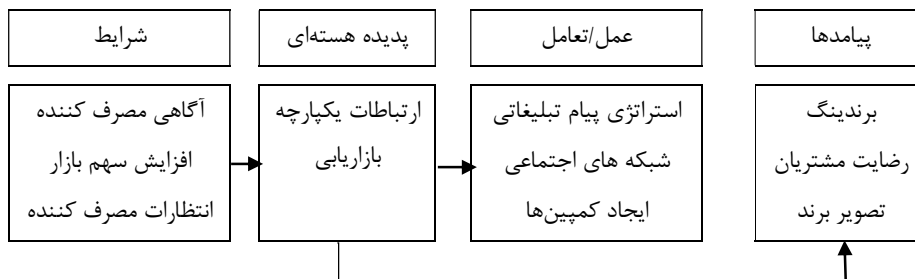 شرایط
پدیده هسته‌ای
عمل/تعامل
پیامدها
آگاهی مصرف کننده
افزایش سهم بازار
انتظارات مصرف کننده
ارتباطات یکپارچه
بازاریابی
استراتژی پیام تبلیغاتی
شبکه های اجتماعی
ایجاد کمپین‌ها
برندینگ
رضایت مشتریان
تصویر برند